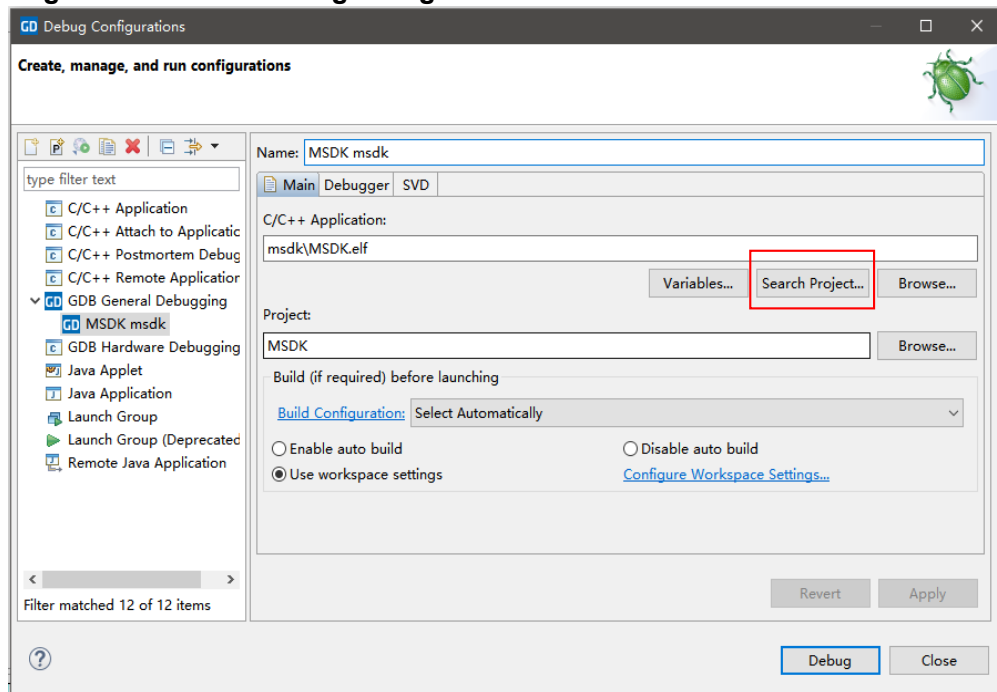 GD Debug Configurations
Create, manage, and run configurations
type filter text
C/C++ Application
C/C++ Attach to Applicatic
C/C++ Postmortem Debug
C/C++ Remote Application
GD GDB General Debugging
GD MSDK msdk
GDB Hardware Debugging
Java Applet
Java Application
Launch Group
Launch Group (Deprecated
Remote Java Application
Filter matched 12 of 12 items
Name: MSDK msdk
Main Debugger SVD
C/C++ Application:
msdk\MSDK.elf
Variables... Search Project... Browse...
Project:
MSDK Browse...
Build (if required) before launching
Build Configuration: Select Automatically
Enable auto build Disable auto build
Use workspace settings Configure Workspace Settings...
Revert Apply
? Debug Close